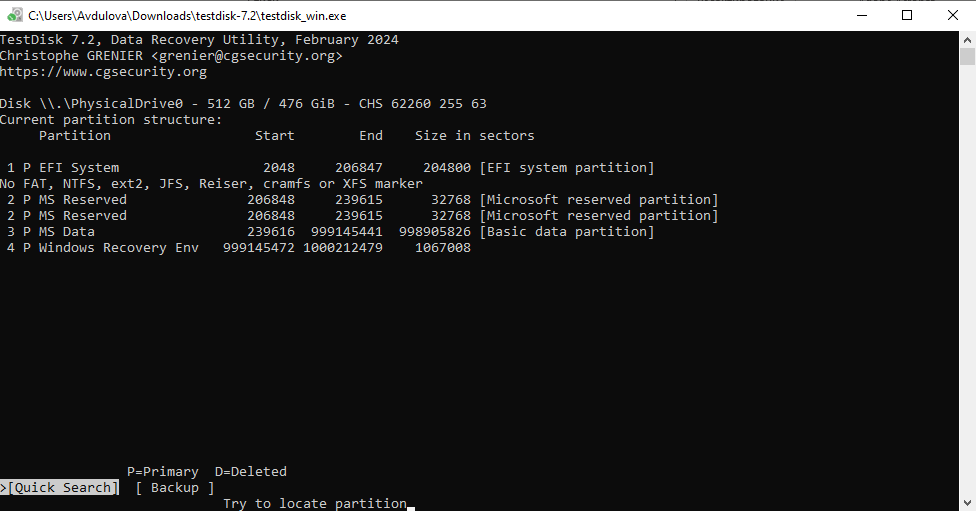 C:\Users\Avdulova\Downloads\testdisk-7.2\testdisk_win.exe
TestDisk 7.2, Data Recovery Utility, February 2024
Christophe GRENIER <grenier@cgsecurity.org>
https://www.cgsecurity.org
Disk \\.\PhysicalDrive0 - 512 GB / 476 GiB - CHS 62260 255 63
Current partition structure:
     Partition                  Start        End    Size in sectors
 1 P EFI System                  2048     206847     204800 [EFI system partition]
No FAT, NTFS, ext2, JFS, Reiser, cramfs or XFS marker
 2 P MS Reserved               206848     239615      32768 [Microsoft reserved partition]
 2 P MS Reserved               206848     239615      32768 [Microsoft reserved partition]
 3 P MS Data                   239616  999145441  998905826 [Basic data partition]
 4 P Windows Recovery Env   999145472 1000212479    1067008
P=Primary  D=Deleted
>[Quick Search]  [ Backup ]
Try to locate partition